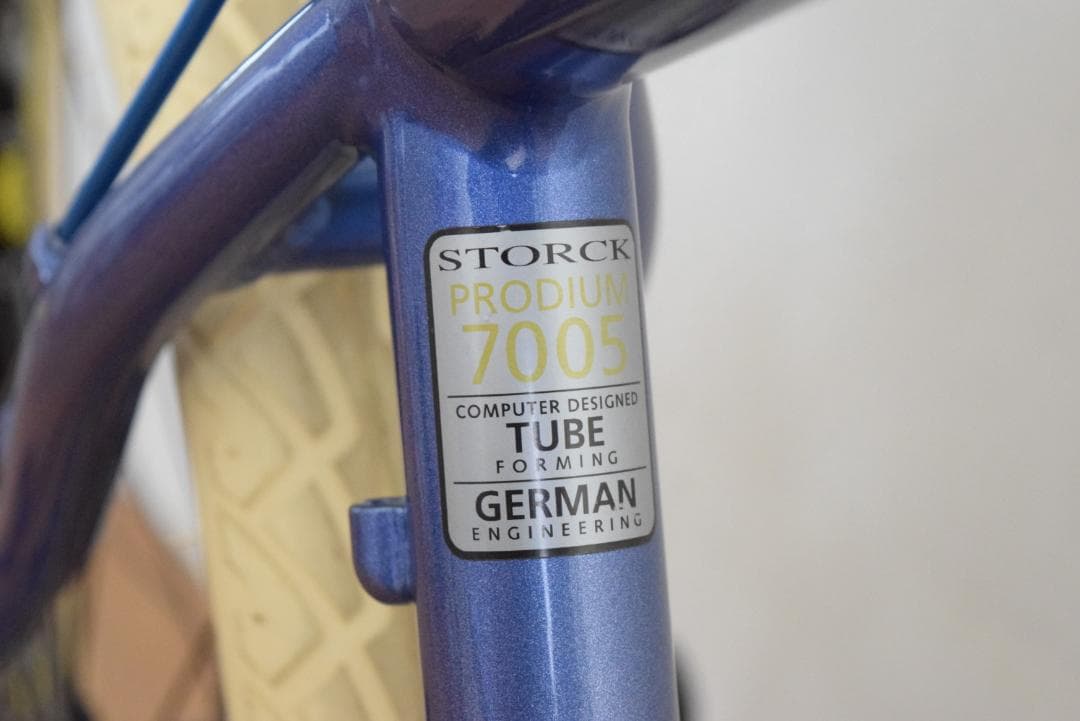 STORCK
PRODIUM
7005
COMPUTER DESIGNED
TUBE
FORMING
GERMAN
ENGINEERING